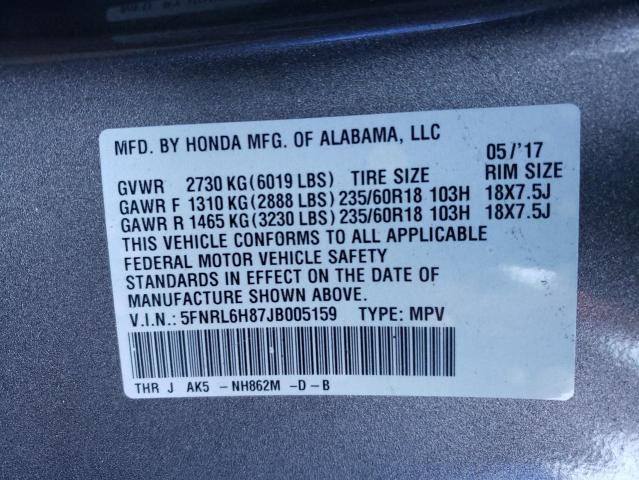 MFD. BY HONDA MFG. OF ALABAMA, LLC
05/'17
GVWR 2730 KG(6019 LBS) TIRE SIZE RIM SIZE
GAWR F 1310 KG(2888 LBS) 235/60R18 103H 18X7.5J
GAWR R 1465 KG(3230 LBS) 235/60R18 103H 18X7.5J
THIS VEHICLE CONFORMS TO ALL APPLICABLE
FEDERAL MOTOR VEHICLE SAFETY
STANDARDS IN EFFECT ON THE DATE OF
MANUFACTURE SHOWN ABOVE.
V.I.N.: 5FNRL6H87JB005159 TYPE: MPV
THR J AK5 - NH862M - D - B